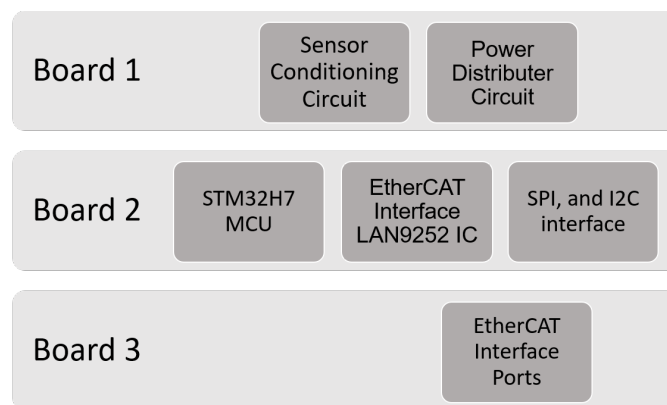 Board 1
Sensor
Conditioning
Circuit
Power
Distributer
Circuit
Board 2
STM32H7
MCU
EtherCAT
Interface
LAN9252 IC
SPI, and I2C
interface
Board 3
EtherCAT
Interface
Ports